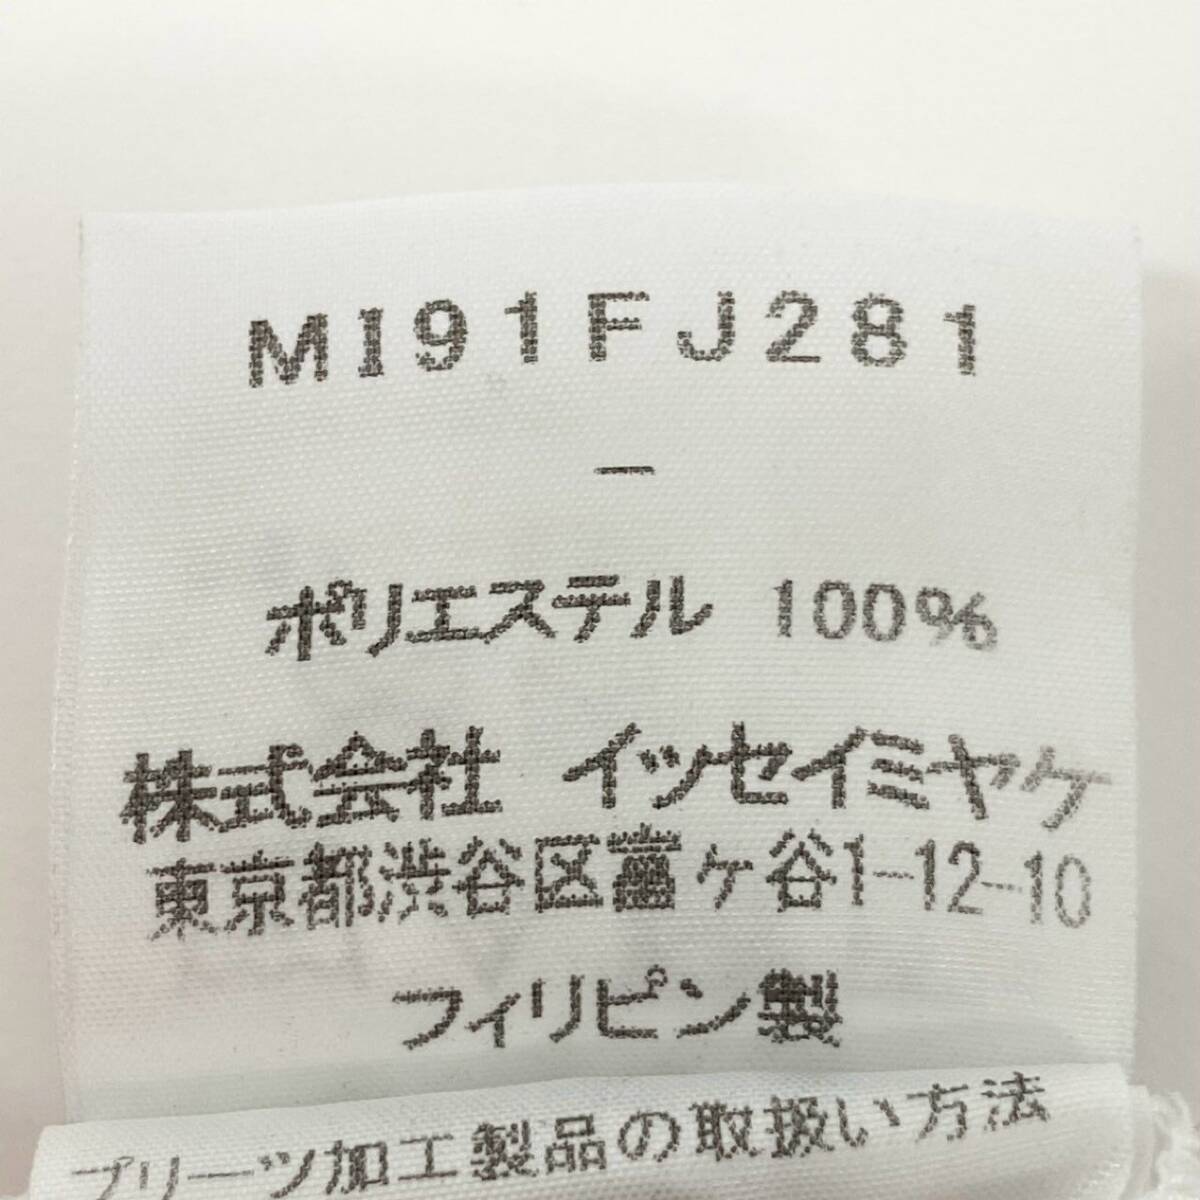 MI91FJ281
－
ポリエステル 100%
株式会社 イッセイミヤケ
東京都渋谷区富ヶ谷1-12-10
フィリピン製
プリーツ加工製品の取扱い方法